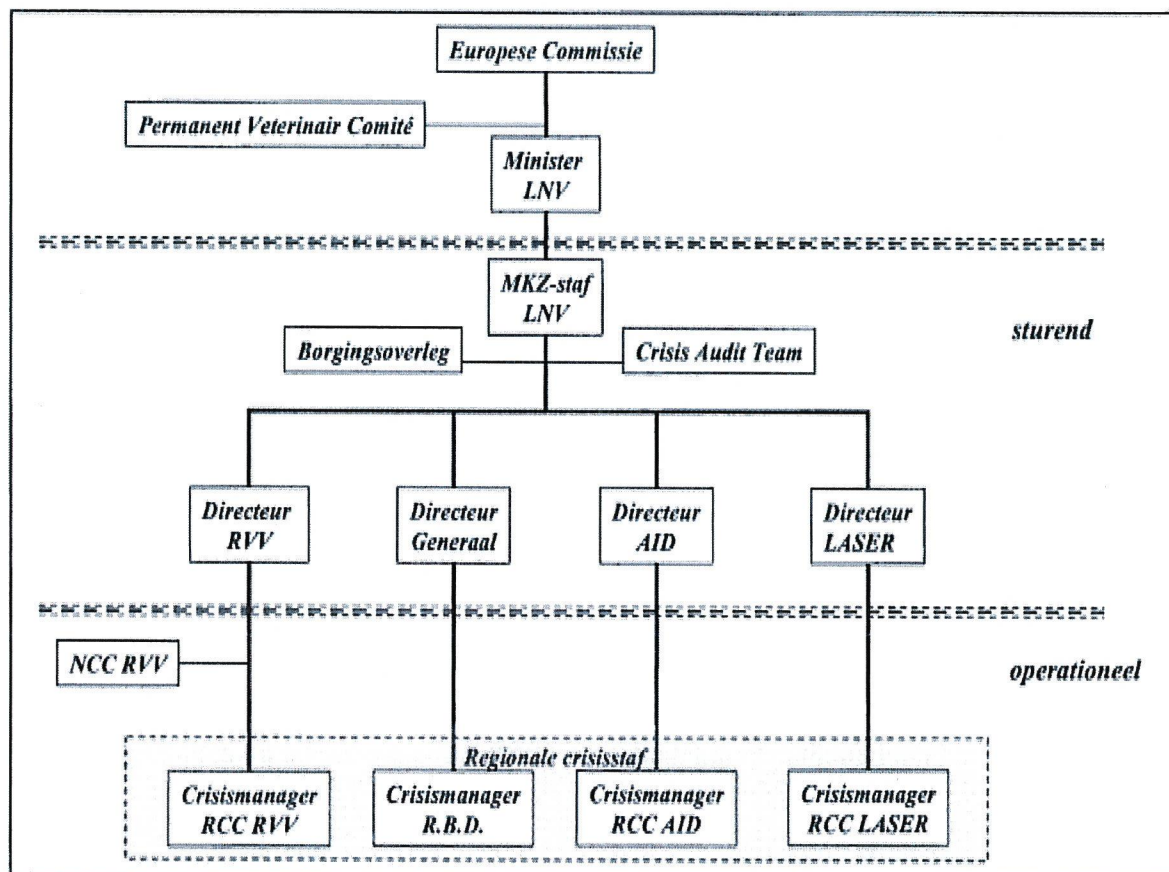 Europese Commissie
Permanent Veterinair Comité
Minister
LNV
MKZ-staf
LNV
sturend
Borgingsoverleg
Crisis Audit Team
Directeur
RVV
Directeur
Generaal
Directeur
AID
Directeur
LASER
NCC RVV
operationeel
Regionale crisisstaf
Crisismanager
RCC RVV
Crisismanager
R.B.D.
Crisismanager
RCC AID
Crisismanager
RCC LASER